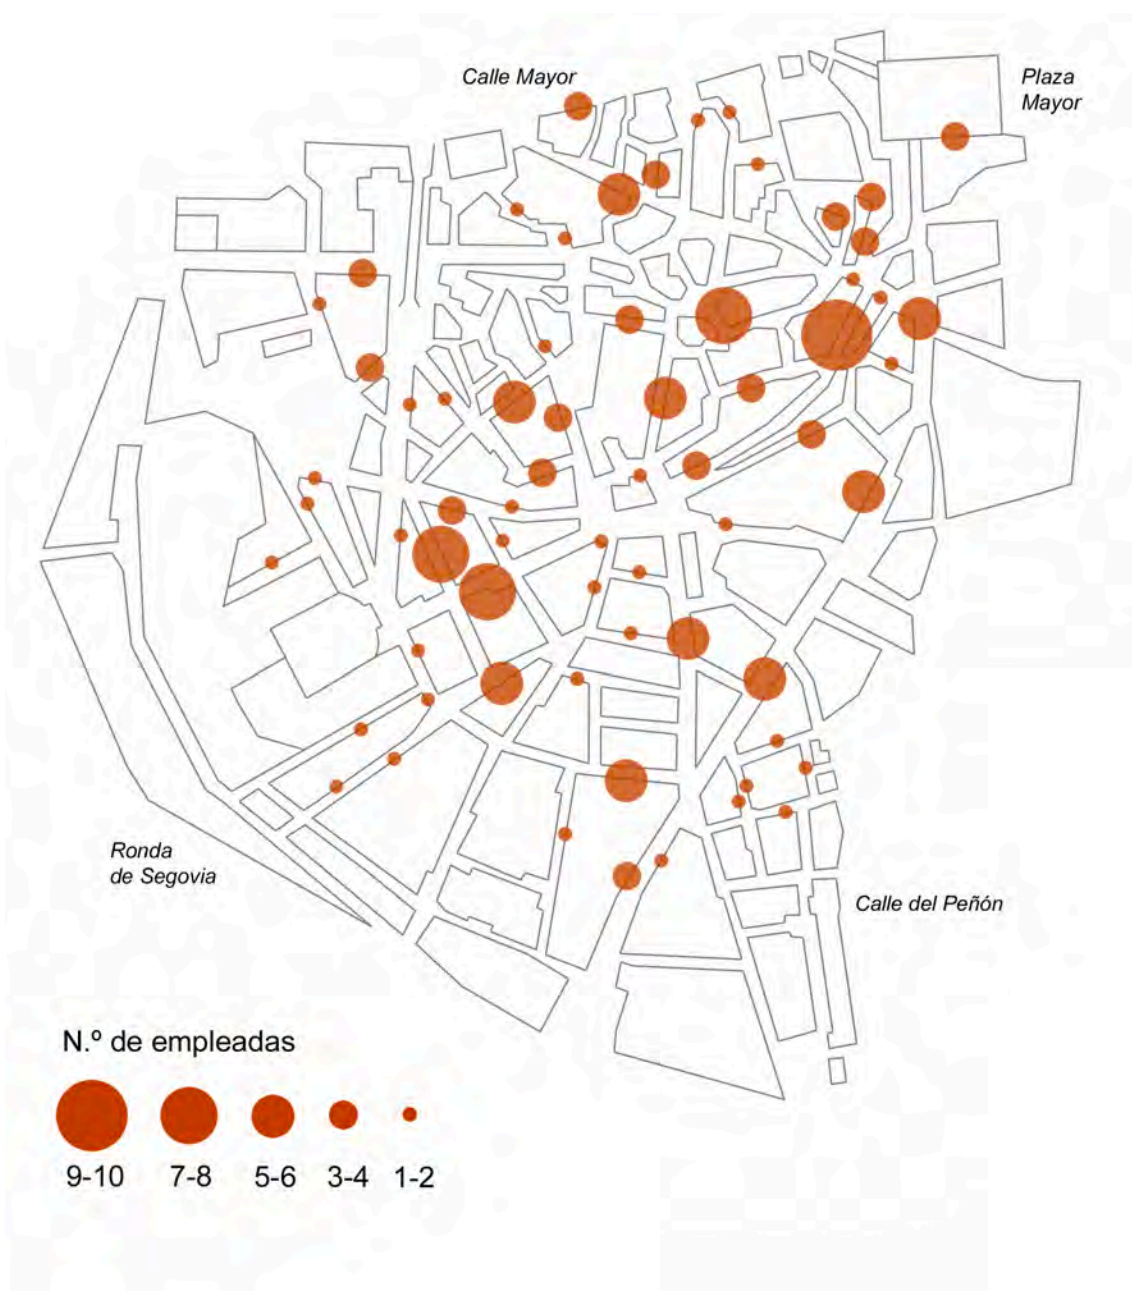 Calle Mayor
Plaza
Mayor
Ronda
de Segovia
Calle del Peñón
N.º de empleadas
9-10 7-8 5-6 3-4 1-2